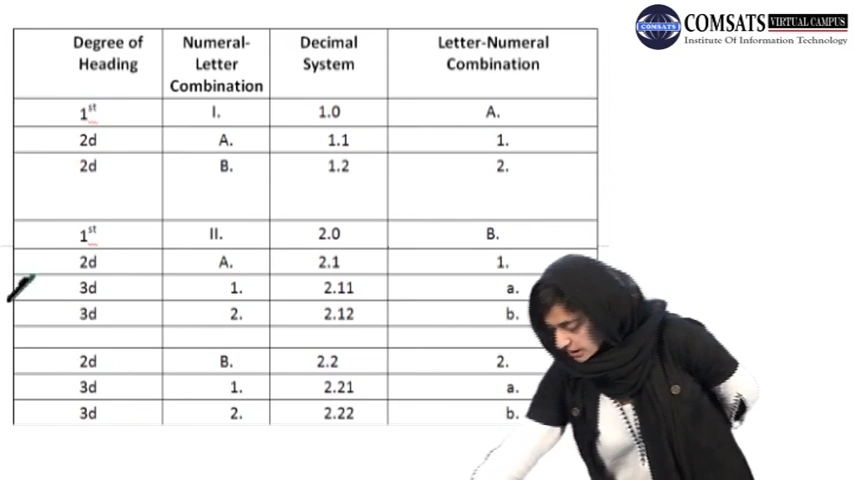 COMSATS VIRTUAL CAMPUS
Institute Of Information Technology
Degree of Heading Numeral-Letter Combination Decimal System Letter-Numeral Combination
1st I. 1.0 A.
2d A. 1.1 1.
2d B. 1.2 2.
1st II. 2.0 B.
2d A. 2.1 1.
3d 1. 2.11 a.
3d 2. 2.12 b.
2d B. 2.2 2.
3d 1. 2.21 a.
3d 2. 2.22 b.